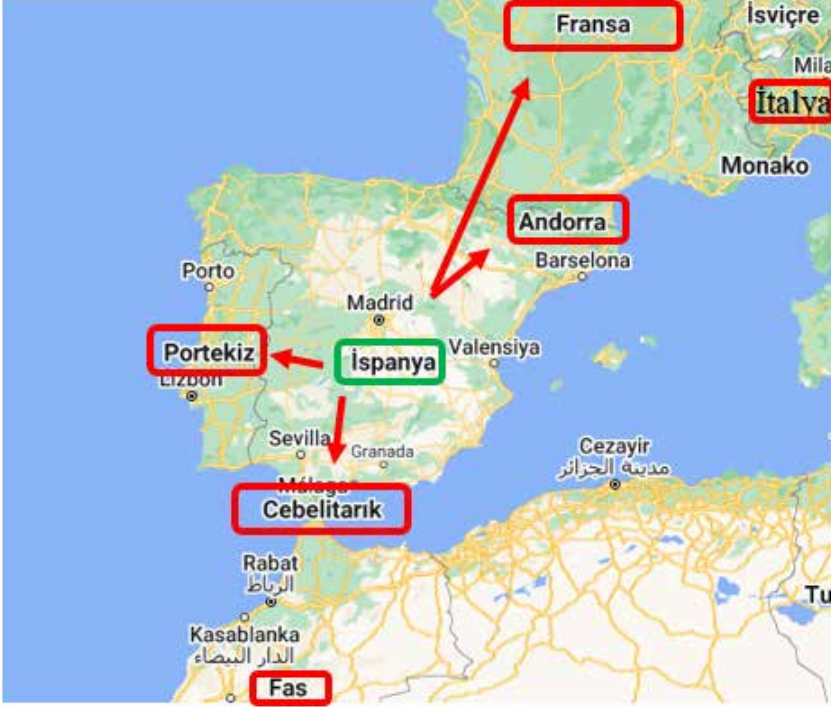 Fransa
İsviçre
Mila
İtalya
Monako
Andorra
Barselona
Porto
Madrid
Portekiz
İspanya
Valensiya
Lizbon
Sevilla
Granada
Cezayir
مدينة الجزائر
Málaga
Cebelitarık
Rabat
الرباط
Tu
Kasablanka
الدار البيضاء
Fas